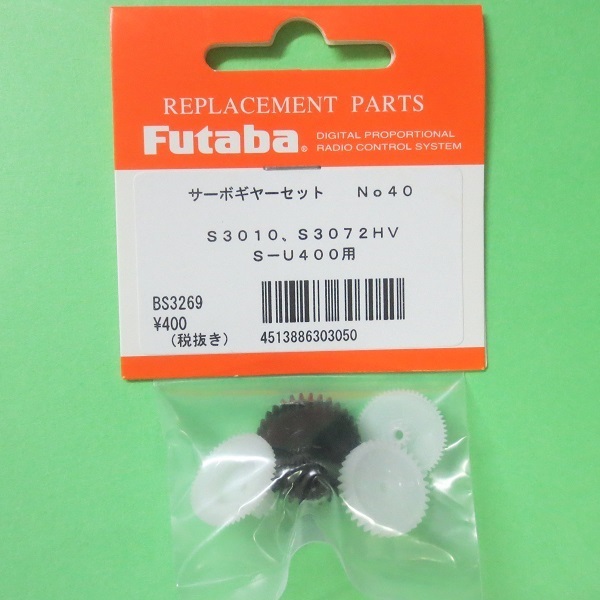 REPLACEMENT PARTS
Futaba® DIGITAL PROPORTIONAL
RADIO CONTROL SYSTEM
サーボギヤーセット　Ｎｏ４０
Ｓ３０１０、Ｓ３０７２ＨＶ
Ｓ－Ｕ４００用
BS3269
¥400
(税抜き)
4513886303050